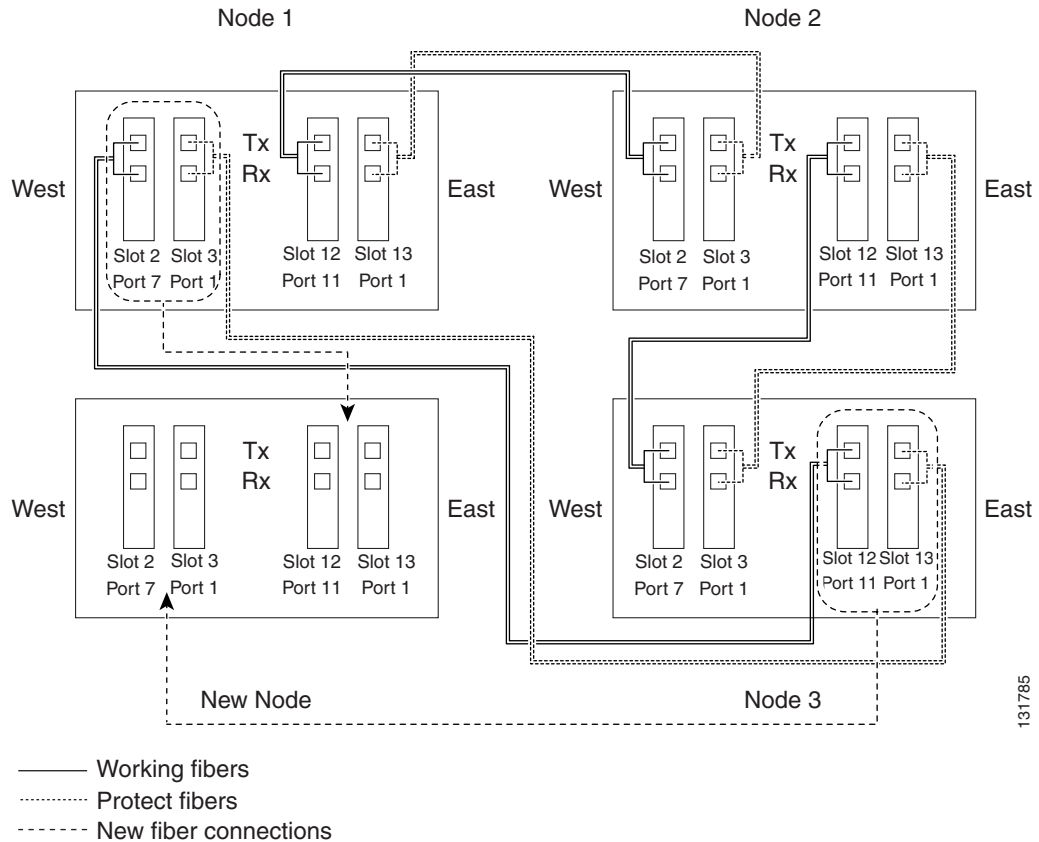 Node 1
Node 2
West
Tx
Rx
East
Slot 2
Slot 3
Slot 12
Slot 13
Port 7
Port 1
Port 11
Port 1
West
Tx
Rx
East
Slot 2
Slot 3
Slot 12
Slot 13
Port 7
Port 1
Port 11
Port 1
West
Tx
Rx
East
Slot 2
Slot 3
Slot 12
Slot 13
Port 7
Port 1
Port 11
Port 1
West
Tx
Rx
East
Slot 2
Slot 3
Slot 12
Slot 13
Port 7
Port 1
Port 11
Port 1
New Node
Node 3
131785
Working fibers
Protect fibers
New fiber connections